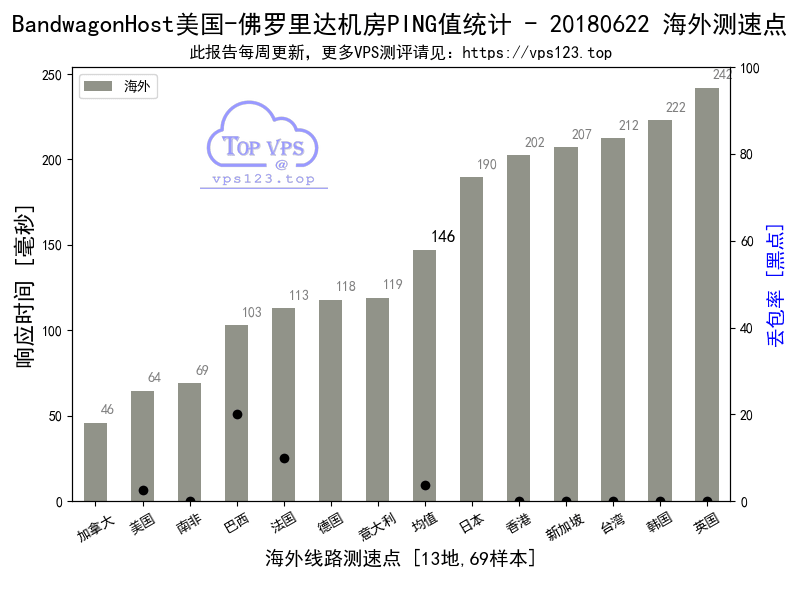 BandwagonHost美国-佛罗里达机房PING值统计 - 20180622 海外测速点
此报告每周更新，更多VPS测评请见：https://vps123.top
250
200
150
100
50
0
响应时间 [毫秒]
海外
TOP VPS
@
vps123.top
46
64
69
103
113
118
119
146
190
202
207
212
222
242
100
80
60
40
20
0
丢包率 [黑点]
加拿大
美国
南非
巴西
法国
德国
意大利
均值
日本
香港
新加坡
台湾
韩国
英国
海外线路测速点 [13地,69样本]